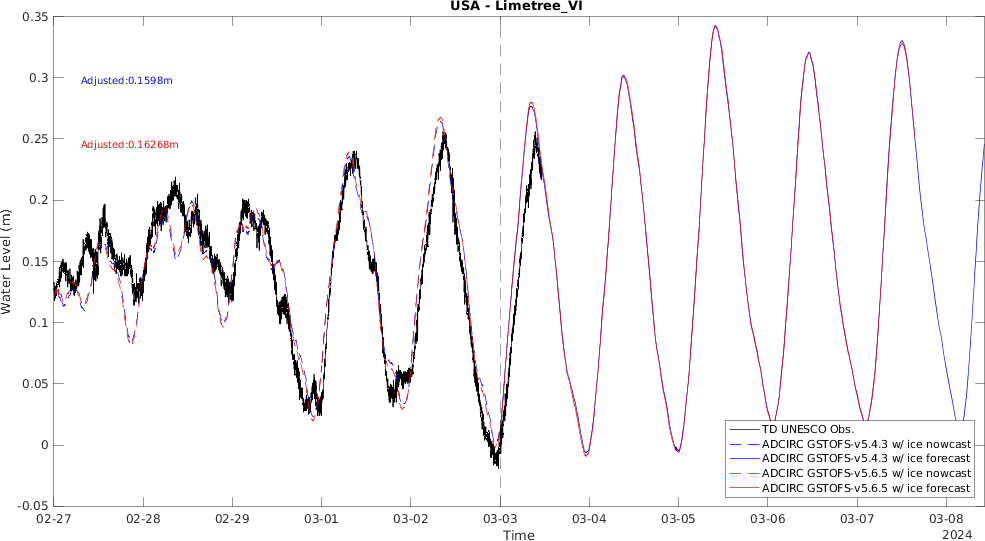 USA - Limetree_VI
0.35
0.3
0.25
0.2
0.15
0.1
0.05
0
-0.05
Water Level (m)
Adjusted:0.1598m
Adjusted:0.16268m
TD UNESCO Obs.
ADCIRC GSTOFS-v5.4.3 w/ ice nowcast
ADCIRC GSTOFS-v5.4.3 w/ ice forecast
ADCIRC GSTOFS-v5.6.5 w/ ice nowcast
ADCIRC GSTOFS-v5.6.5 w/ ice forecast
02-27 02-28 02-29 03-01 03-02 03-03 03-04 03-05 03-06 03-07 03-08
Time
2024